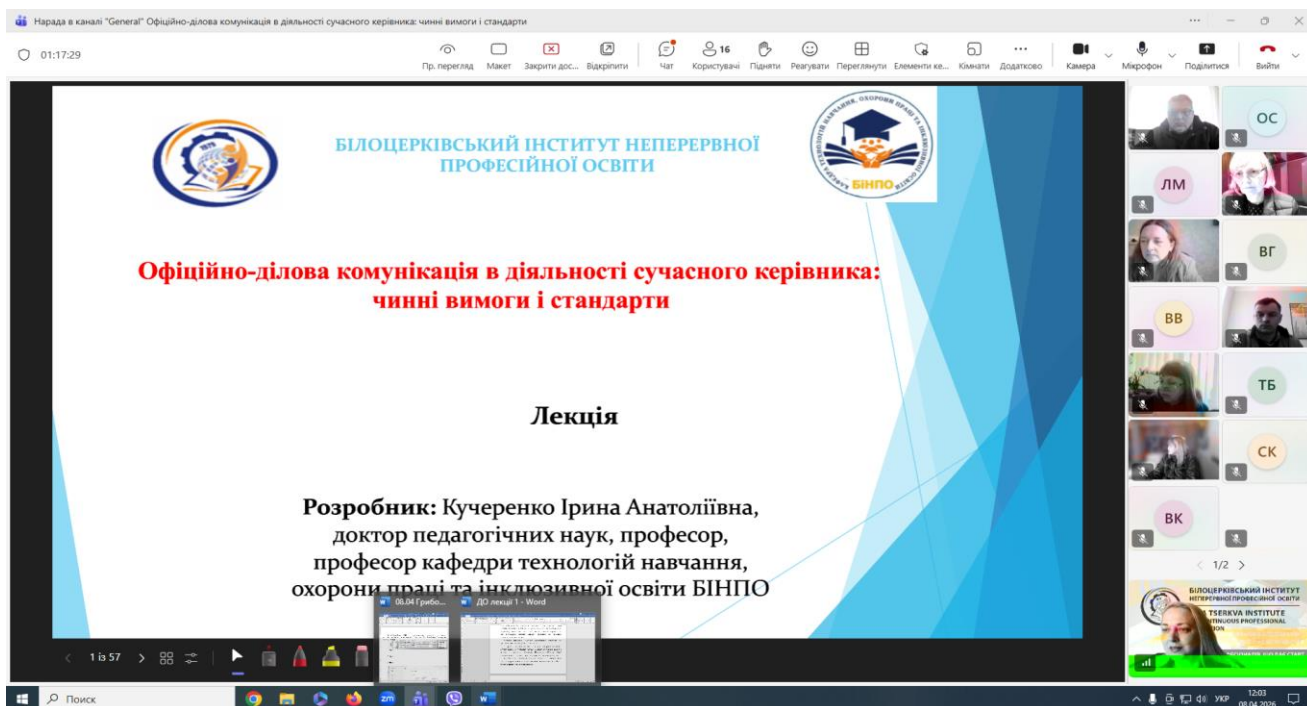 Нарада в каналі "General" Офіційно-ділова комунікація в діяльності сучасного керівника: чинні вимоги і стандарти
01:17:29
Пр. перегляд
Макет
Закрити дос...
Відкріпити
Чат
16
Користувачі
Підняти
Реагувати
Переглянути
Елементи ке...
Кімнати
Додатково
Камера
Мікрофон
Поділитися
Вийти
БІЛОЦЕРКІВСЬКИЙ ІНСТИТУТ НЕПЕРЕРВНОЇ
ПРОФЕСІЙНОЇ ОСВІТИ
БІНПО
Офіційно-ділова комунікація в діяльності сучасного керівника:
чинні вимоги і стандарти
Лекція
Розробник: Кучеренко Ірина Анатоліївна,
доктор педагогічних наук, професор,
професор кафедри технологій навчання,
охорони праці та інклюзивної освіти БІНПО
08.04 Грибо...
ДО лекції 1 - Word
1 із 57
ОС
ЛМ
ВГ
ВВ
ТБ
СК
ВК
1/2
БІЛОЦЕРКІВСЬКИЙ ІНСТИТУТ
НЕПЕРЕРВНОЇ ПРОФЕСІЙНОЇ ОСВІТИ
TSERKVA INSTITUTE
PROFESSIONAL
Поиск
zm
УКР
12:03
08.04.2026